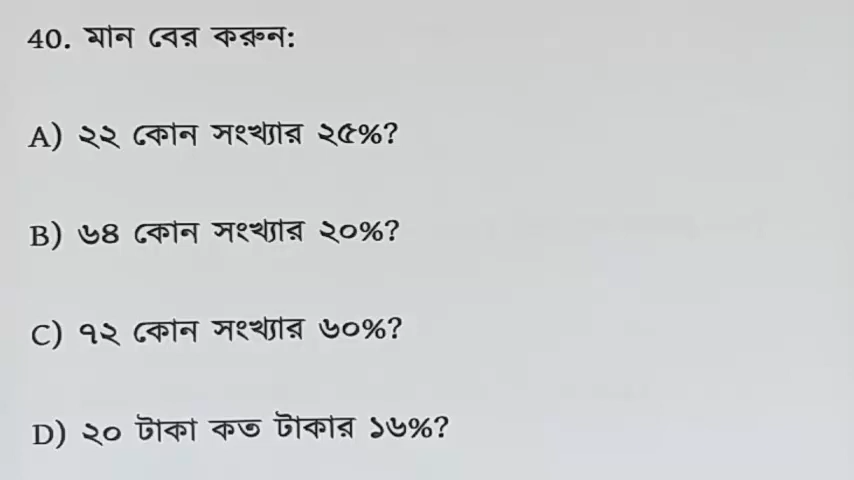 40. মান বের করুন:
A) ২২ কোন সংখ্যার ২৫%?
B) ৬৪ কোন সংখ্যার ২০%?
C) ৭২ কোন সংখ্যার ৬০%?
D) ২০ টাকা কত টাকার ১৬%?